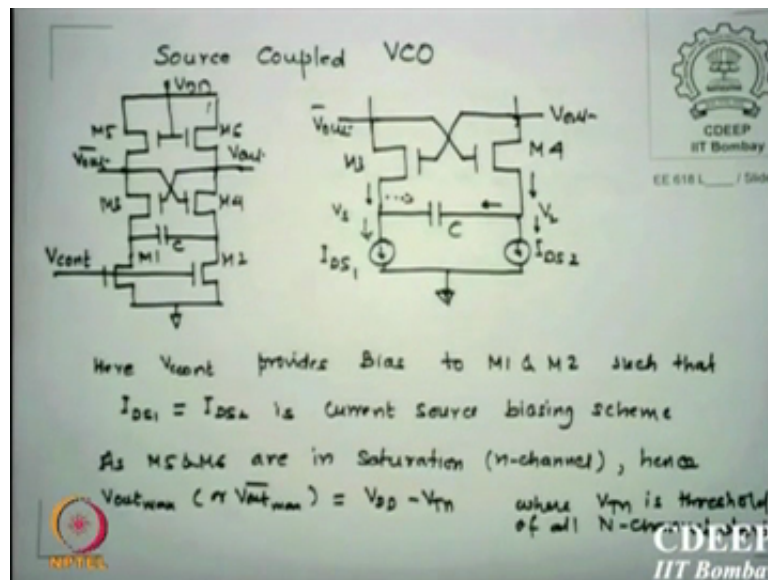 Source Coupled VCO
VDD
M5
M6
Vout
Vout
M3
M4
C
M1
M2
Vcont
Vout
Vout
M3
M4
V1
C
V2
IDS1
IDS2
CDEEP
IIT Bombay
EE 618 L___ / Slide
Here Vcont provides Bias to M1 & M2 such that
IDS1 = IDS2 is current source biasing scheme
As M5 & M6 are in saturation (n-channel), hence
Voutmax (or Voutmax) = VDD - VTN where VTN is threshold
of all N-channel
NPTEL
CDEEP
IIT Bombay